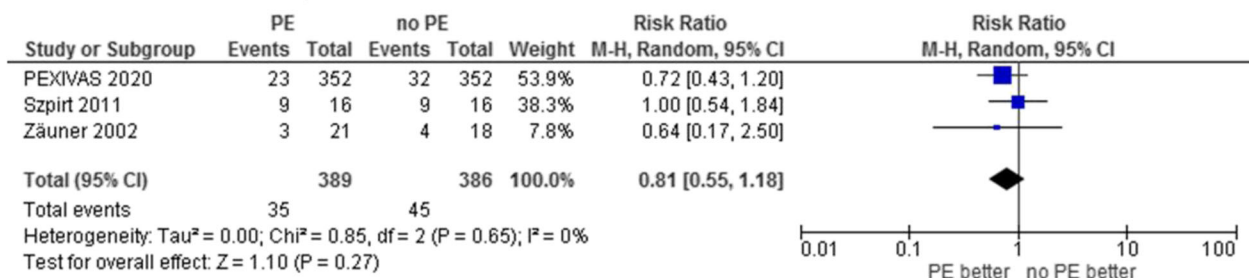 PE no PE Risk Ratio Risk Ratio
Study or Subgroup Events Total Events Total Weight M-H, Random, 95% CI M-H, Random, 95% CI
PEXIVAS 2020 23 352 32 352 53.9% 0.72 [0.43, 1.20]
Szpirt 2011 9 16 9 16 38.3% 1.00 [0.54, 1.84]
Zäuner 2002 3 21 4 18 7.8% 0.64 [0.17, 2.50]
Total (95% CI) 389 386 100.0% 0.81 [0.55, 1.18]
Total events 35 45
Heterogeneity: Tau² = 0.00; Chi² = 0.85, df = 2 (P = 0.65); I² = 0%
Test for overall effect: Z = 1.10 (P = 0.27)
0.01 0.1 1 10 100
PE better no PE better